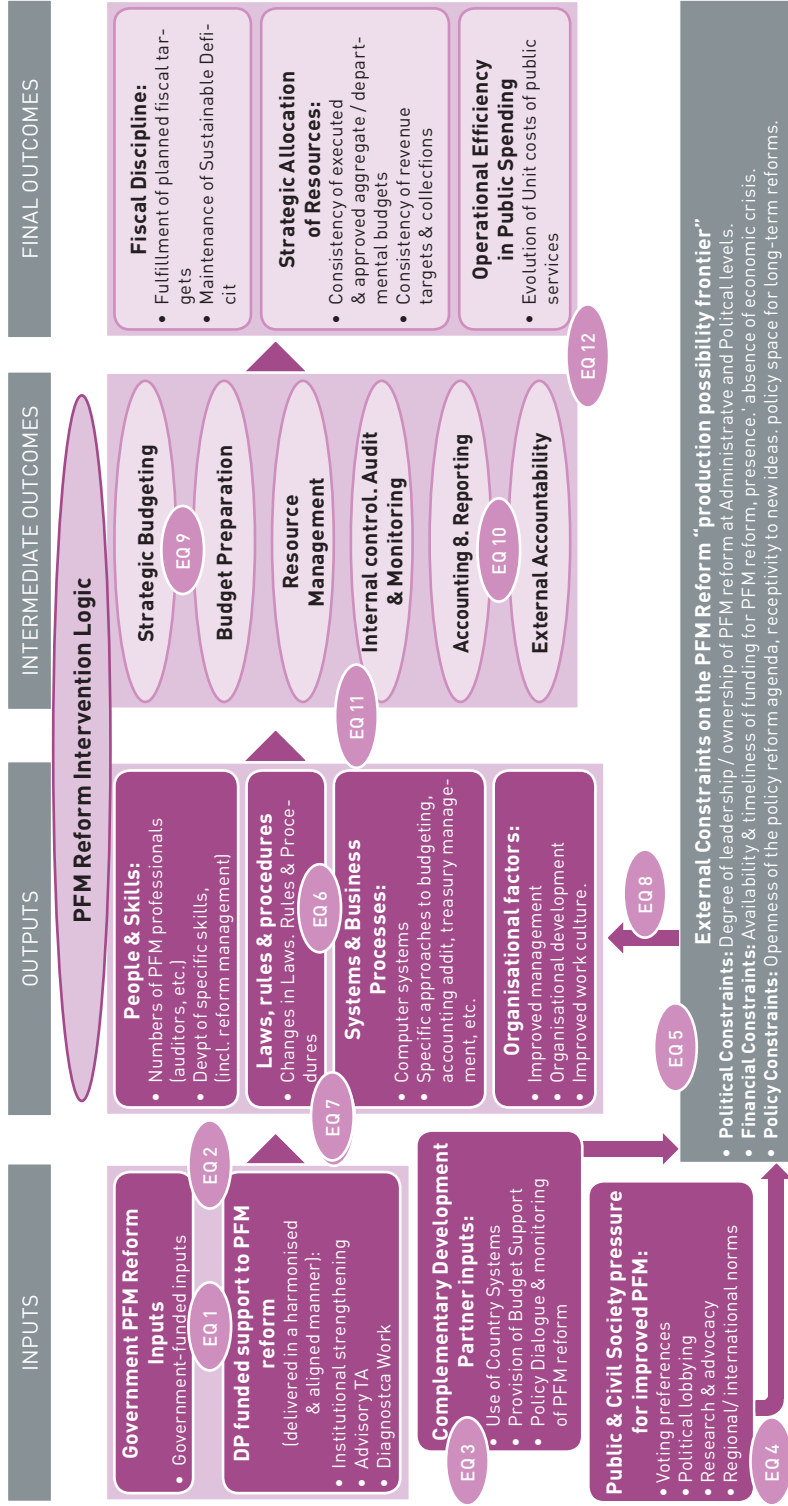 INPUTS
OUTPUTS
INTERMEDIATE OUTCOMES
FINAL OUTCOMES
PFM Reform Intervention Logic
Government PFM Reform
Inputs
• Government-funded inputs
EQ 1
EQ 2
DP funded support to PFM
reform
(delivered in a harmonised
& aligned manner):
• Institutional strengthening
• Advisory TA
• Diagnostca Work
Complementary Development
Partner inputs:
• Use of Country Systems
• Provision of Budget Support
• Policy Dialogue & monitoring
of PFM reform
EQ 3
Public & Civil Society pressure
for improved PFM:
• Voting preferences
• Political lobbying
• Research & advocacy
• Regional/ international norms
EQ 4
People & Skills:
• Numbers of PFM professionals
(auditors, etc.)
• Devpt of specific skills,
(incl. reform management)
Laws, rules & procedures
• Changes in Laws. Rules & Proce-
dures
EQ 6
EQ 7
Systems & Business
Processes:
• Computer systems
• Specific approaches to budgeting,
accounting addit, treasury manage-
ment, etc.
Organisational factors:
• Improved management
• Organisational development
• Improved work culture.
EQ 8
EQ 5
Strategic Budgeting
EQ 9
Budget Preparation
Resource
Management
Internal control. Audit
& Monitoring
EQ 11
Accounting 8. Reporting
EQ 10
External Accountability
Fiscal Discipline:
• Fulfillment of planned fiscal tar-
gets
• Maintenance of Sustainable Defi-
cit
Strategic Allocation
of Resources:
• Consistency of executed
& approved aggregate / depart-
mental budgets
• Consistency of revenue
targets & collections
Operational Efficiency
in Public Spending
• Evolution of Unit costs of public
services
EQ 12
External Constraints on the PFM Reform “production possibility frontier”
• Political Constraints: Degree of leadership / ownership of PFM reform at Administratve and Politcal levels.
• Financial Constraints: Availability & timeliness of funding for PFM reform, presence.' absence of economic crisis.
• Policy Constraints: Openness of the policy reform agenda, receptivity to new ideas. policy space for long-term reforms.